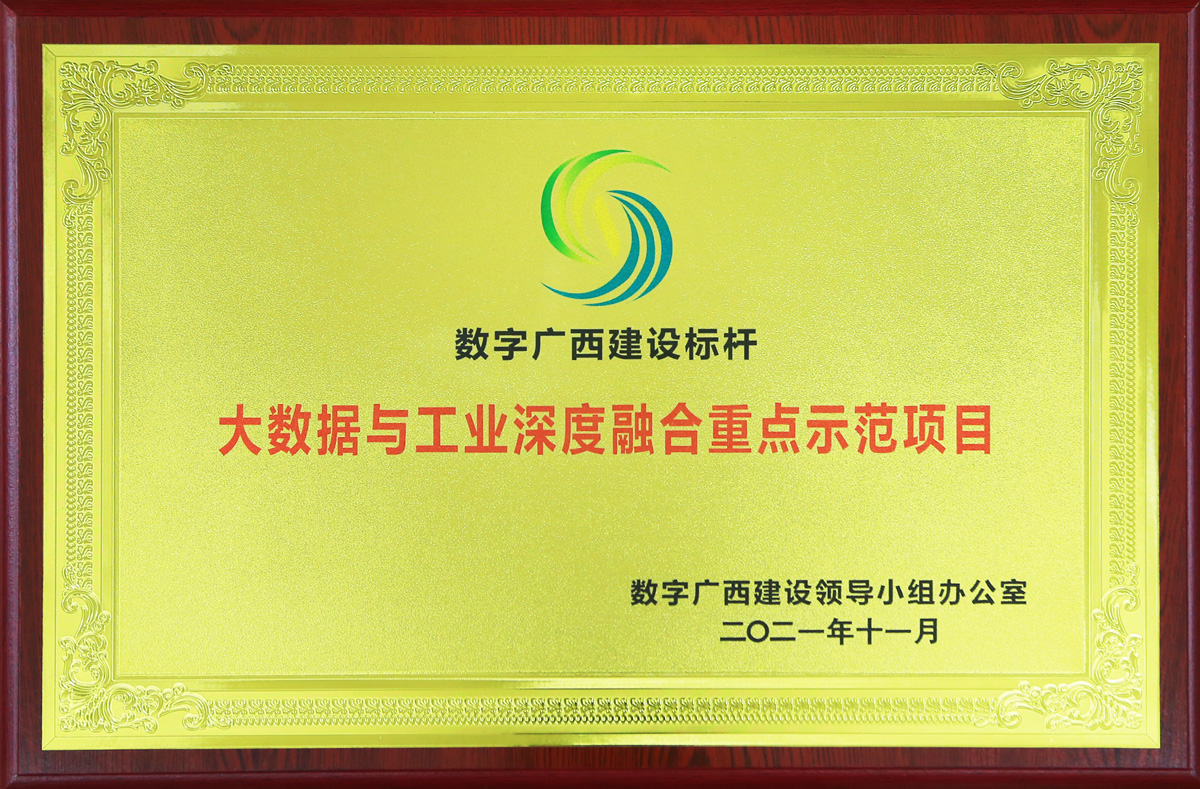 数字广西建设标杆
大数据与工业深度融合重点示范项目
数字广西建设领导小组办公室
二〇二一年十一月